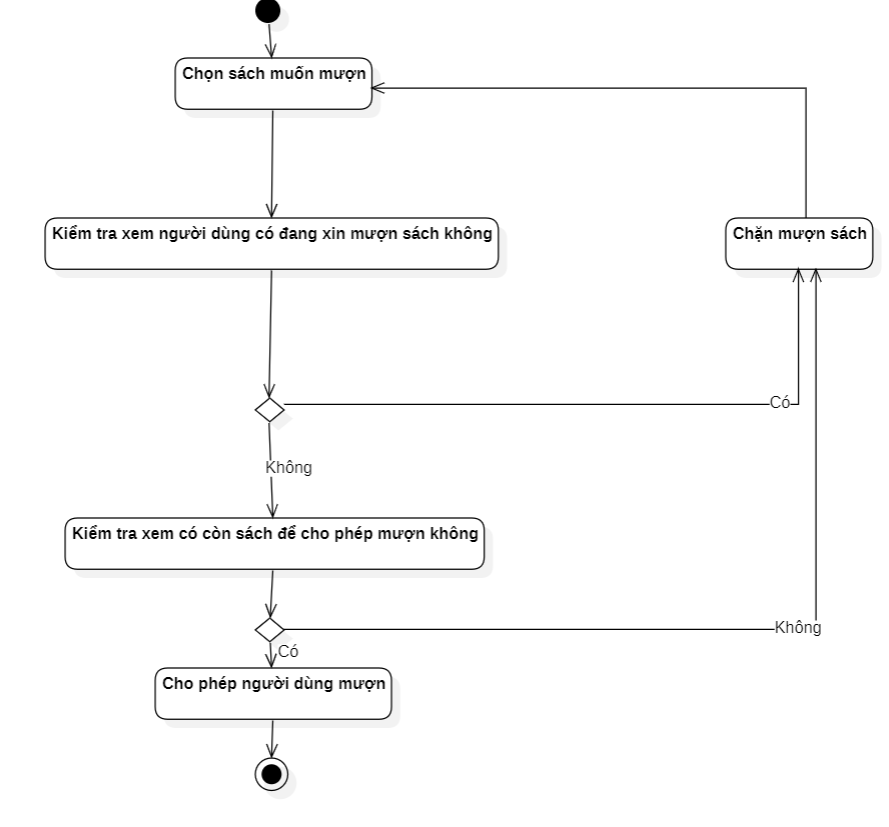 Chọn sách muốn mượn
Kiểm tra xem người dùng có đang xin mượn sách không
Chặn mượn sách
Có
Không
Kiểm tra xem có còn sách để cho phép mượn không
Không
Có
Cho phép người dùng mượn